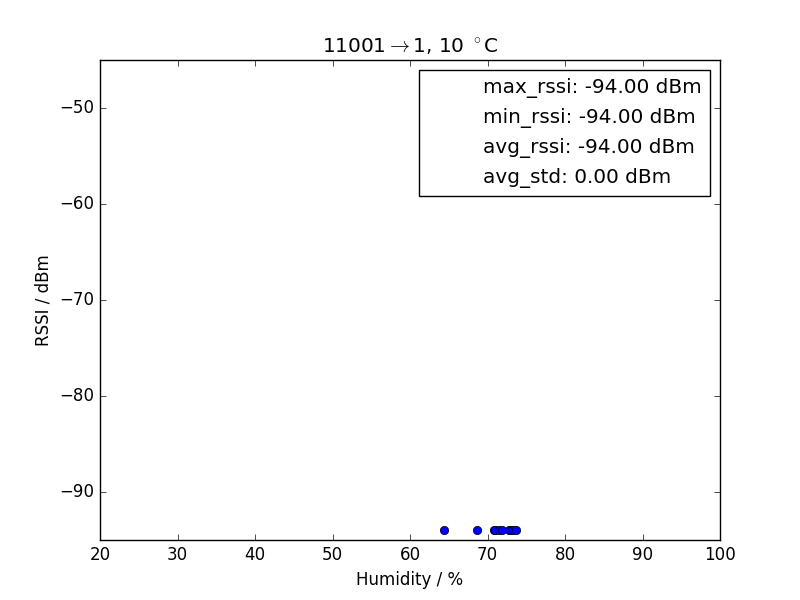 11001→1, 10 °C
max_rssi: -94.00 dBm
min_rssi: -94.00 dBm
avg_rssi: -94.00 dBm
avg_std: 0.00 dBm
RSSI / dBm
−50
−60
−70
−80
−90
20 30 40 50 60 70 80 90 100
Humidity / %